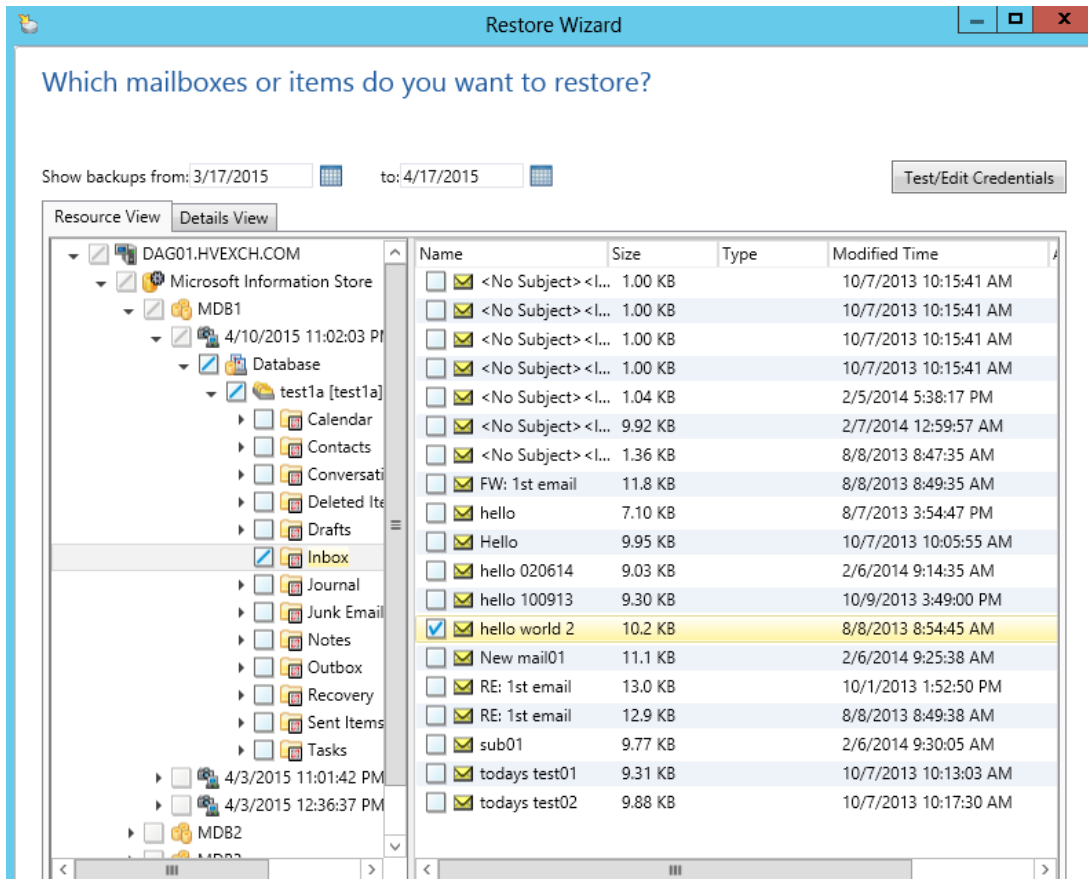 Restore Wizard
Which mailboxes or items do you want to restore?
Show backups from: 3/17/2015 to: 4/17/2015 Test/Edit Credentials
Resource View Details View
DAG01.HVEXCH.COM
Microsoft Information Store
MDB1
4/10/2015 11:02:03 PM
Database
test1a [test1a]
Calendar
Contacts
Conversati
Deleted Ite
Drafts
Inbox
Journal
Junk Email
Notes
Outbox
Recovery
Sent Items
Tasks
4/3/2015 11:01:42 PM
4/3/2015 12:36:37 PM
MDB2
Name Size Type Modified Time
<No Subject><I... 1.00 KB 10/7/2013 10:15:41 AM
<No Subject><I... 1.00 KB 10/7/2013 10:15:41 AM
<No Subject><I... 1.00 KB 10/7/2013 10:15:41 AM
<No Subject><I... 1.00 KB 10/7/2013 10:15:41 AM
<No Subject><I... 1.04 KB 2/5/2014 5:38:17 PM
<No Subject><I... 9.92 KB 2/7/2014 12:59:57 AM
<No Subject><I... 1.36 KB 8/8/2013 8:47:35 AM
FW: 1st email 11.8 KB 8/8/2013 8:49:35 AM
hello 7.10 KB 8/7/2013 3:54:47 PM
Hello 9.95 KB 10/7/2013 10:05:55 AM
hello 020614 9.03 KB 2/6/2014 9:14:35 AM
hello 100913 9.30 KB 10/9/2013 3:49:00 PM
hello world 2 10.2 KB 8/8/2013 8:54:45 AM
New mail01 11.1 KB 2/6/2014 9:25:38 AM
RE: 1st email 13.0 KB 10/1/2013 1:52:50 PM
RE: 1st email 12.9 KB 8/8/2013 8:49:38 AM
sub01 9.77 KB 2/6/2014 9:30:05 AM
todays test01 9.31 KB 10/7/2013 10:13:03 AM
todays test02 9.88 KB 10/7/2013 10:17:30 AM